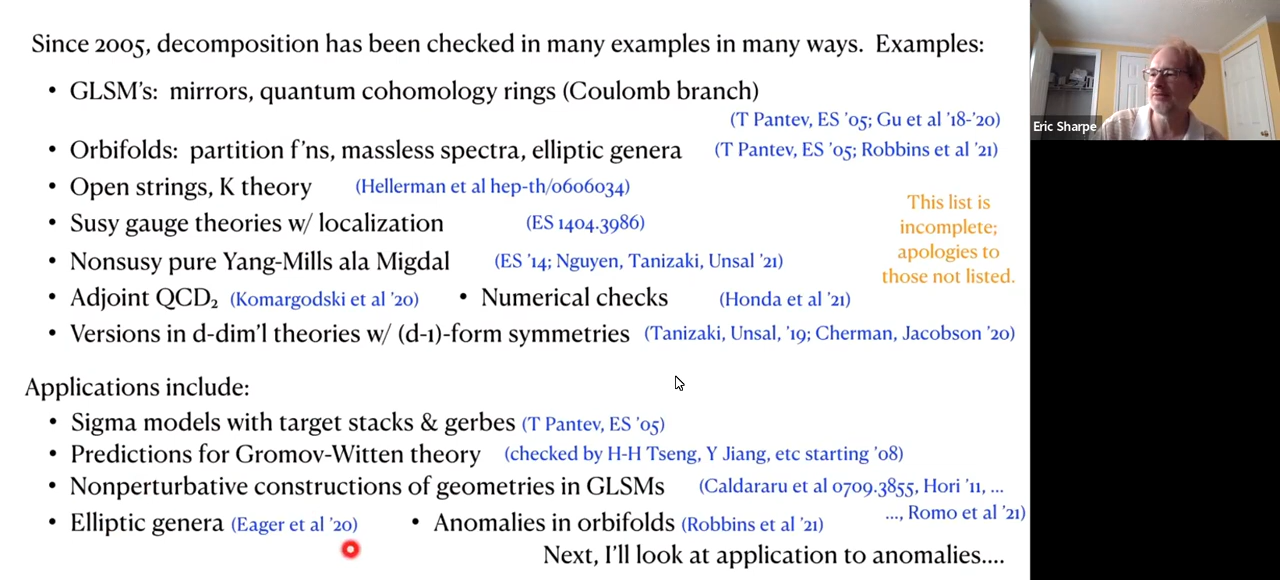 Since 2005, decomposition has been checked in many examples in many ways. Examples:
• GLSM's: mirrors, quantum cohomology rings (Coulomb branch)
(T Pantev, ES '05; Gu et al '18-'20)
• Orbifolds: partition f'ns, massless spectra, elliptic genera (T Pantev, ES '05; Robbins et al '21)
• Open strings, K theory (Hellerman et al hep-th/0606034)
• Susy gauge theories w/ localization (ES 1404.3986)
• Nonsusy pure Yang-Mills ala Migdal (ES '14; Nguyen, Tanizaki, Unsal '21)
• Adjoint QCD₂ (Komargodski et al '20) • Numerical checks (Honda et al '21)
• Versions in d-dim'l theories w/ (d-1)-form symmetries (Tanizaki, Unsal, '19; Cherman, Jacobson '20)
This list is
incomplete;
apologies to
those not listed.
Applications include:
• Sigma models with target stacks & gerbes (T Pantev, ES '05)
• Predictions for Gromov-Witten theory (checked by H-H Tseng, Y Jiang, etc starting '08)
• Nonperturbative constructions of geometries in GLSMs (Caldararu et al 0709.3855, Hori '11, ...
..., Romo et al '21)
• Elliptic genera (Eager et al '20) • Anomalies in orbifolds (Robbins et al '21)
Next, I'll look at application to anomalies....
Eric Sharpe